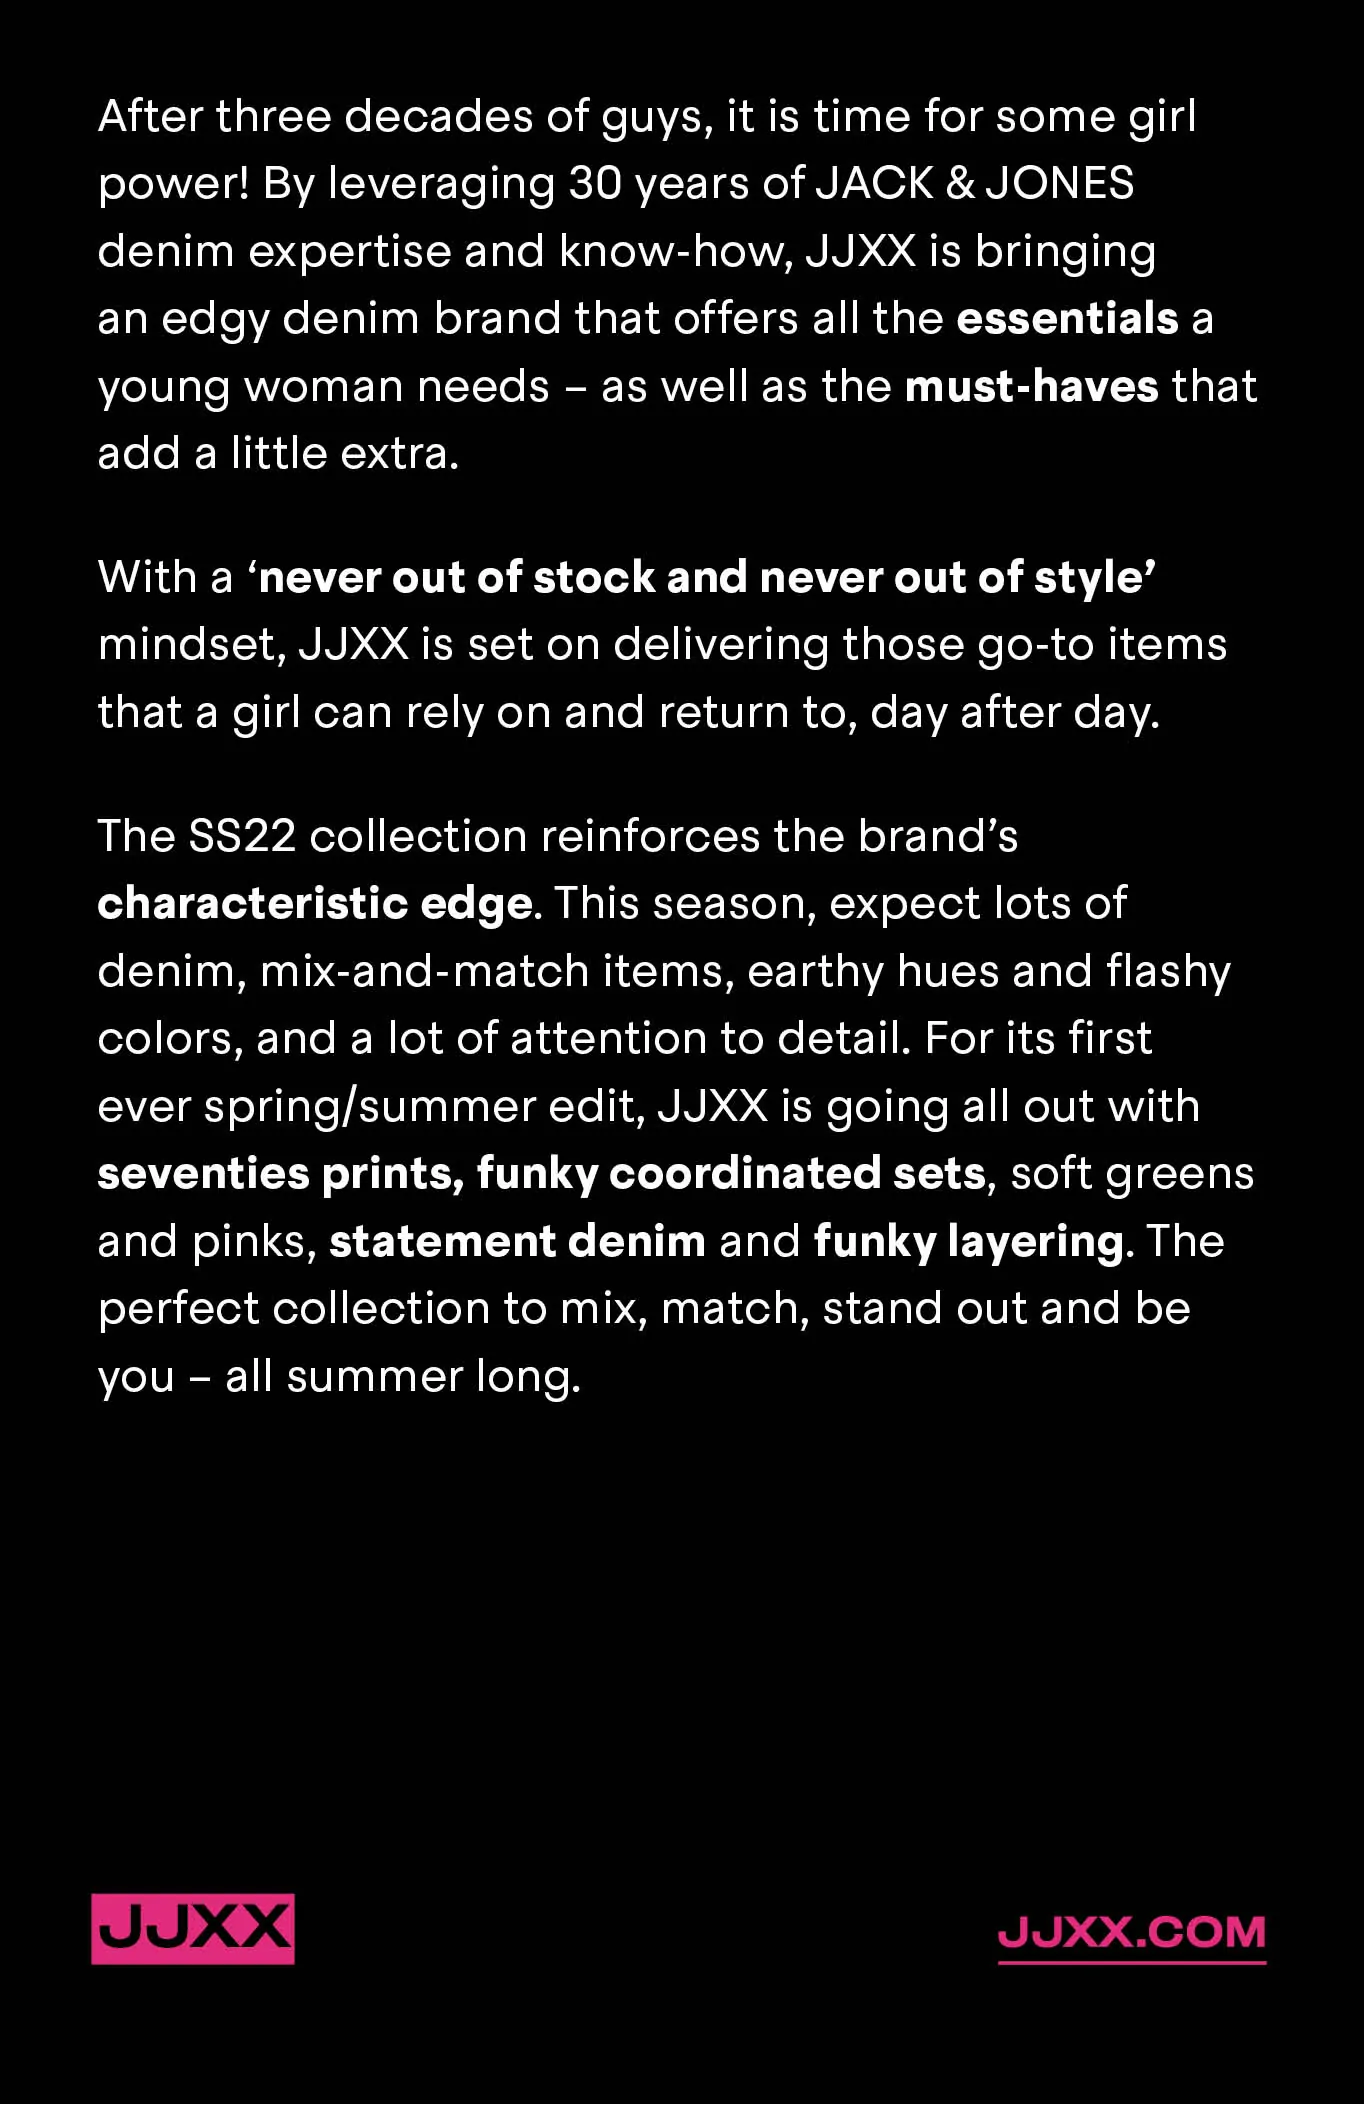 After three decades of guys, it is time for some girl
power! By leveraging 30 years of JACK & JONES
denim expertise and know-how, JJXX is bringing
an edgy denim brand that offers all the essentials a
young woman needs – as well as the must-haves that
add a little extra.
With a ‘never out of stock and never out of style’
mindset, JJXX is set on delivering those go-to items
that a girl can rely on and return to, day after day.
The SS22 collection reinforces the brand’s
characteristic edge. This season, expect lots of
denim, mix-and-match items, earthy hues and flashy
colors, and a lot of attention to detail. For its first
ever spring/summer edit, JJXX is going all out with
seventies prints, funky coordinated sets, soft greens
and pinks, statement denim and funky layering. The
perfect collection to mix, match, stand out and be
you – all summer long.
JJXX
JJXX.COM